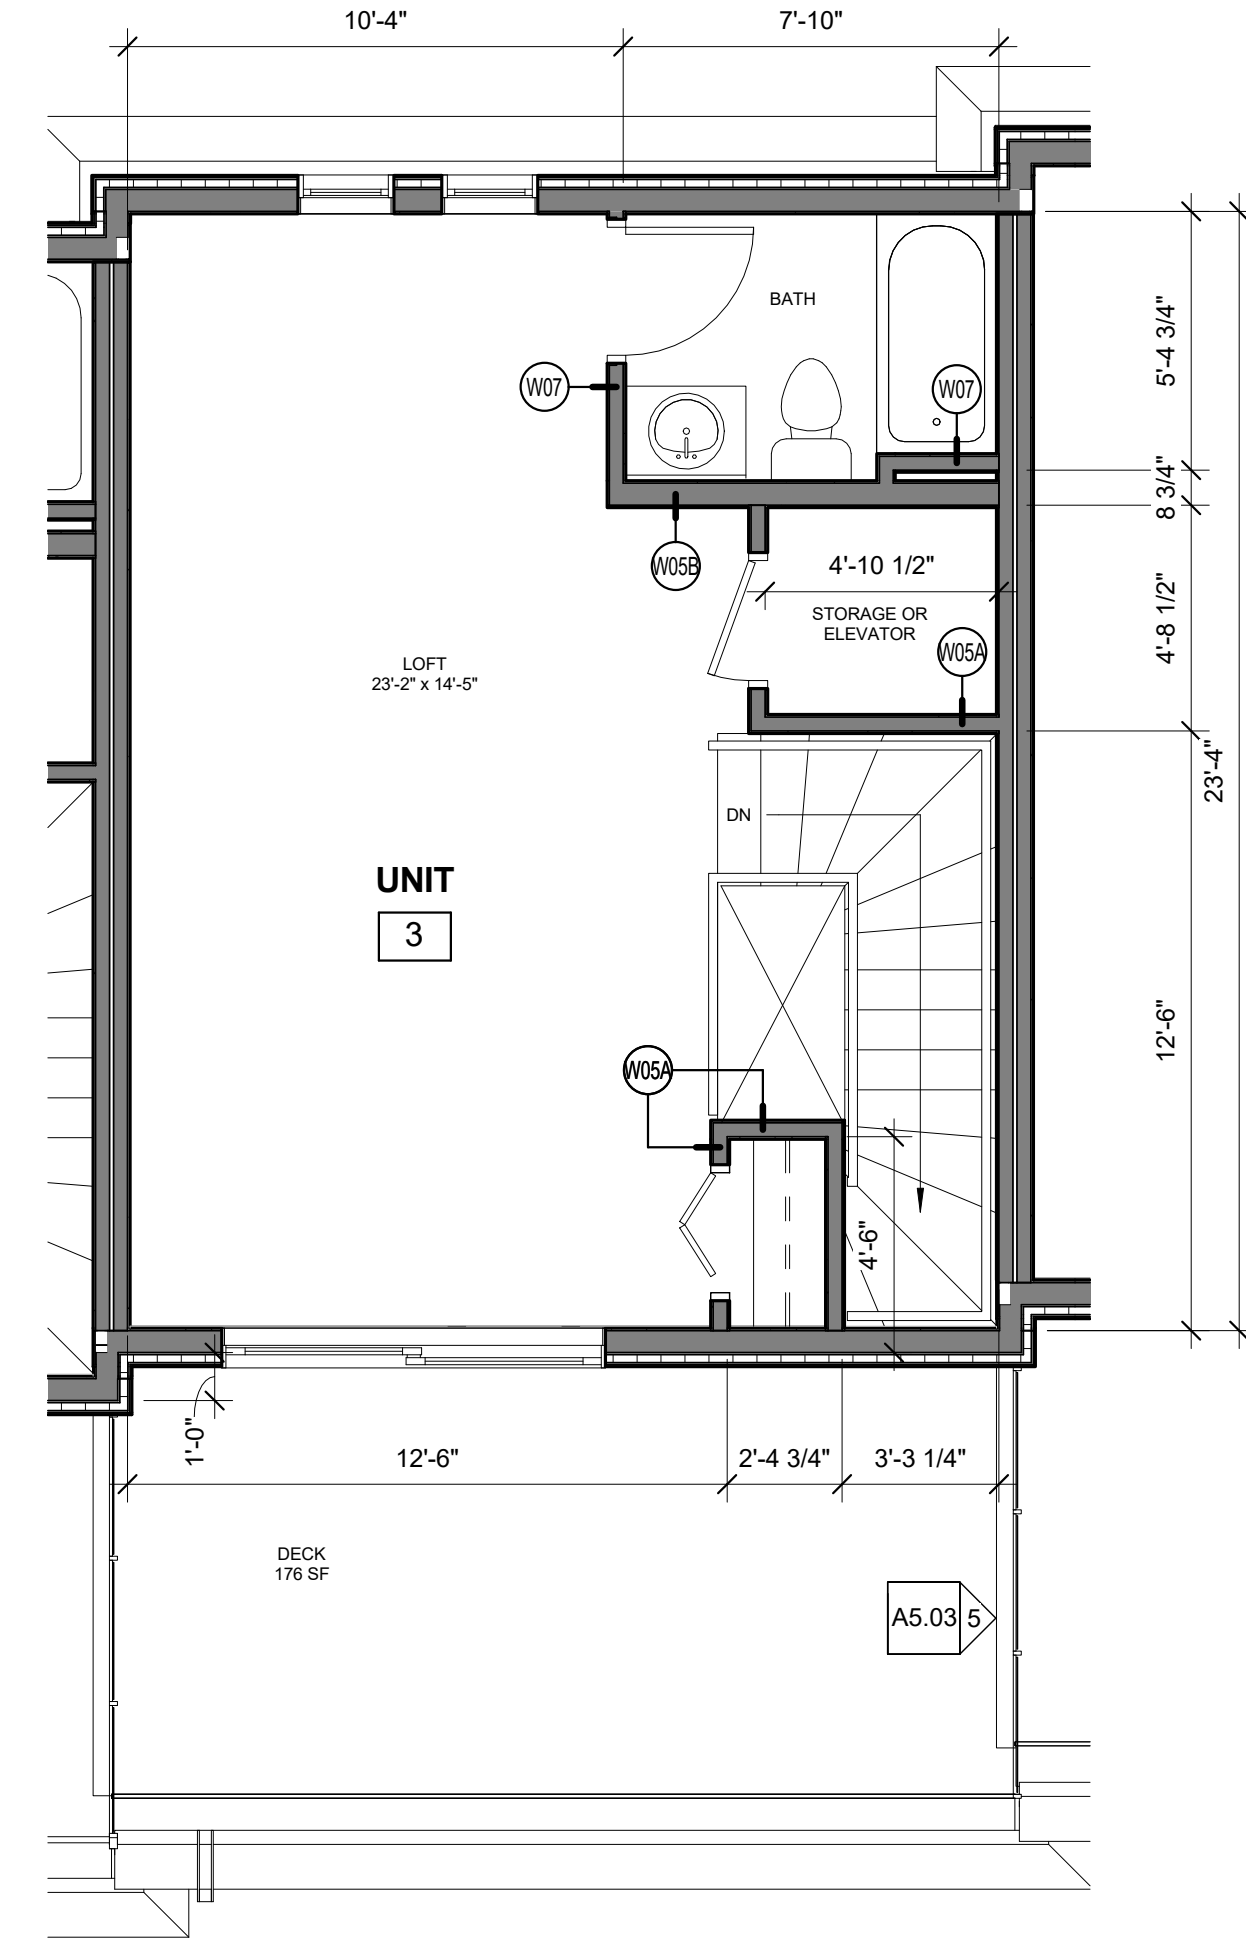 10'-4"
7'-10"
BATH
5'-4 3/4"
W07
W07
8 3/4"
W05B
4'-10 1/2"
STORAGE OR
ELEVATOR
4'-8 1/2"
W05A
LOFT
23'-2" x 14'-5"
23'-4"
DN
UNIT
3
12'-6"
W05A
4'-6"
1'-0"
12'-6"
2'-4 3/4"
3'-3 1/4"
DECK
176 SF
A5.03 5